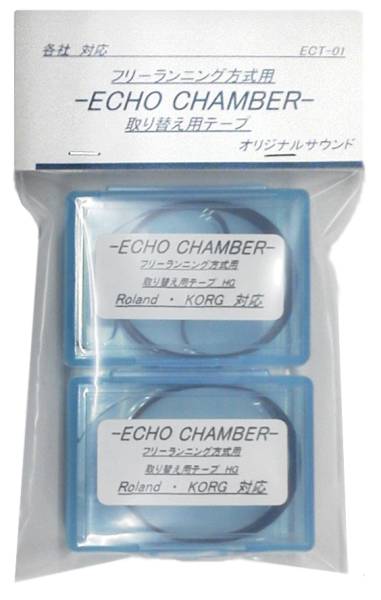 各社 対応 ECT-01
フリーランニング方式用
-ECHO CHAMBER-
取り替え用テープ
オリジナルサウンド
-ECHO CHAMBER-
フリーランニング方式用
取り替え用テープ HG
Roland ・ KORG 対応
-ECHO CHAMBER-
フリーランニング方式用
取り替え用テープ HG
Roland ・ KORG 対応